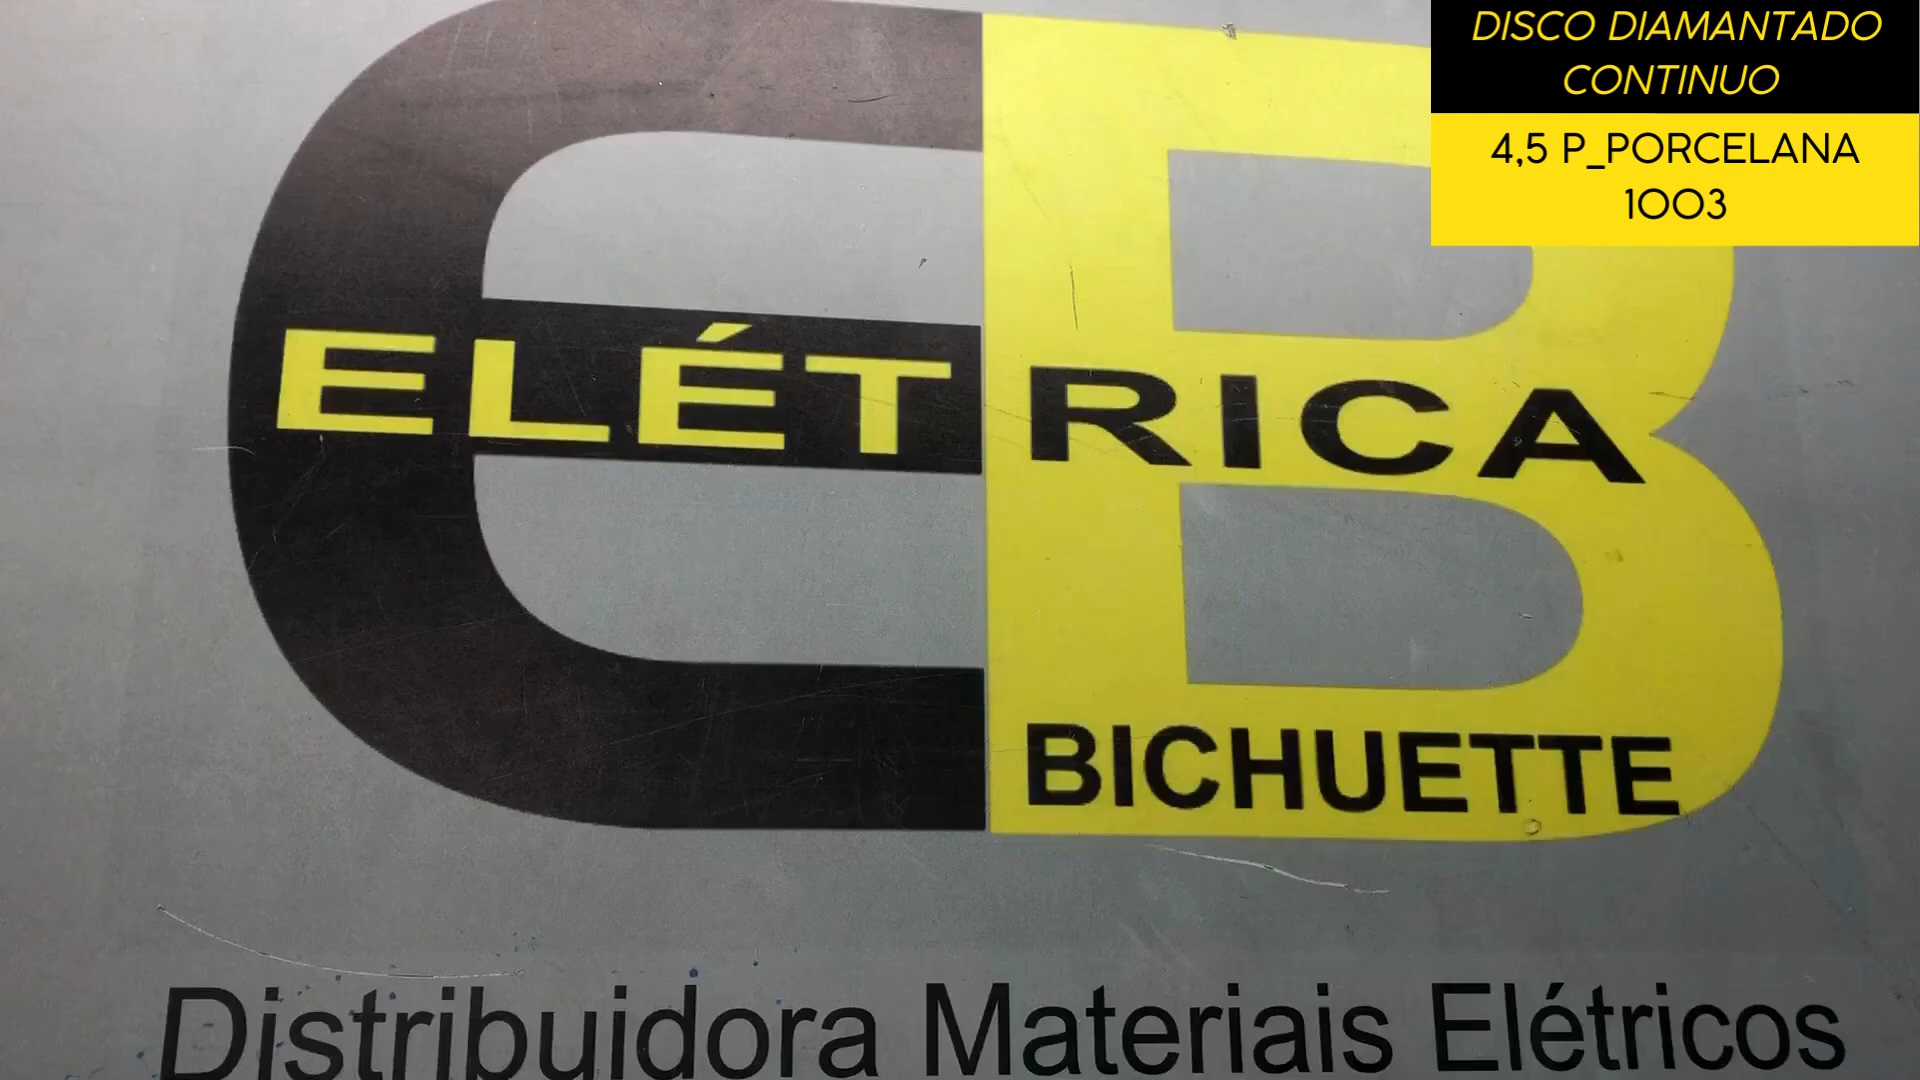 DISCO DIAMANTADO
CONTINUO
4,5 P_PORCELANA
1003
ELÉTRICA
BICHUETTE
Distribuidora Materiais Elétricos